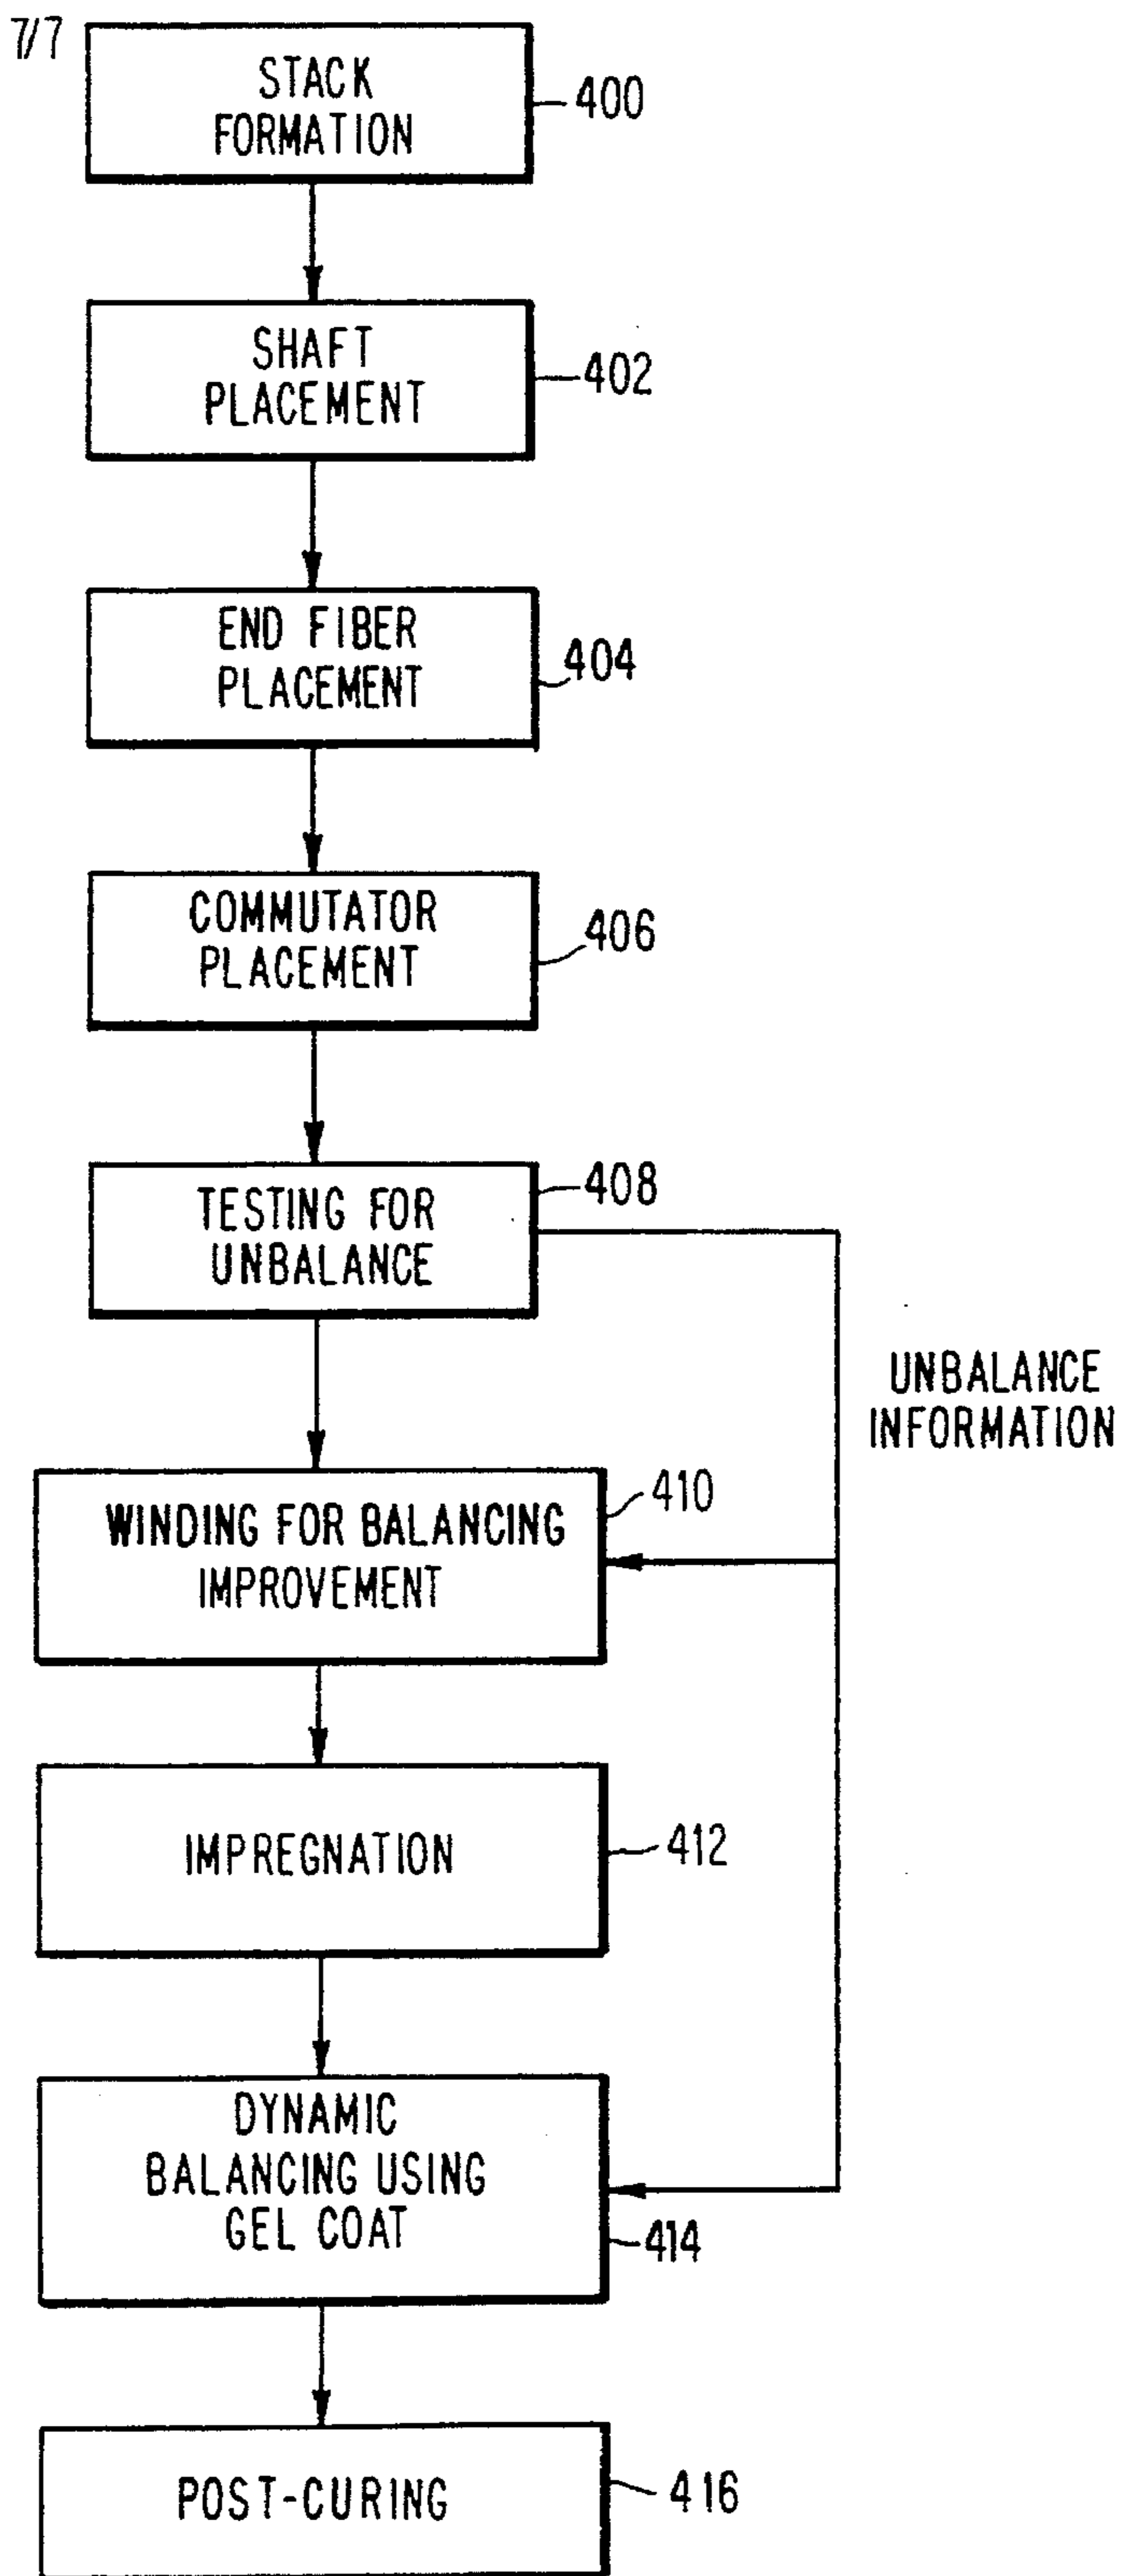 7/7
STACK
FORMATION
400
SHAFT
PLACEMENT
402
END FIBER
PLACEMENT
404
COMMUTATOR
PLACEMENT
406
TESTING FOR
UNBALANCE
408
UNBALANCE
INFORMATION
WINDING FOR BALANCING
IMPROVEMENT
410
IMPREGNATION
412
DYNAMIC
BALANCING USING
GEL COAT
414
POST-CURING
416